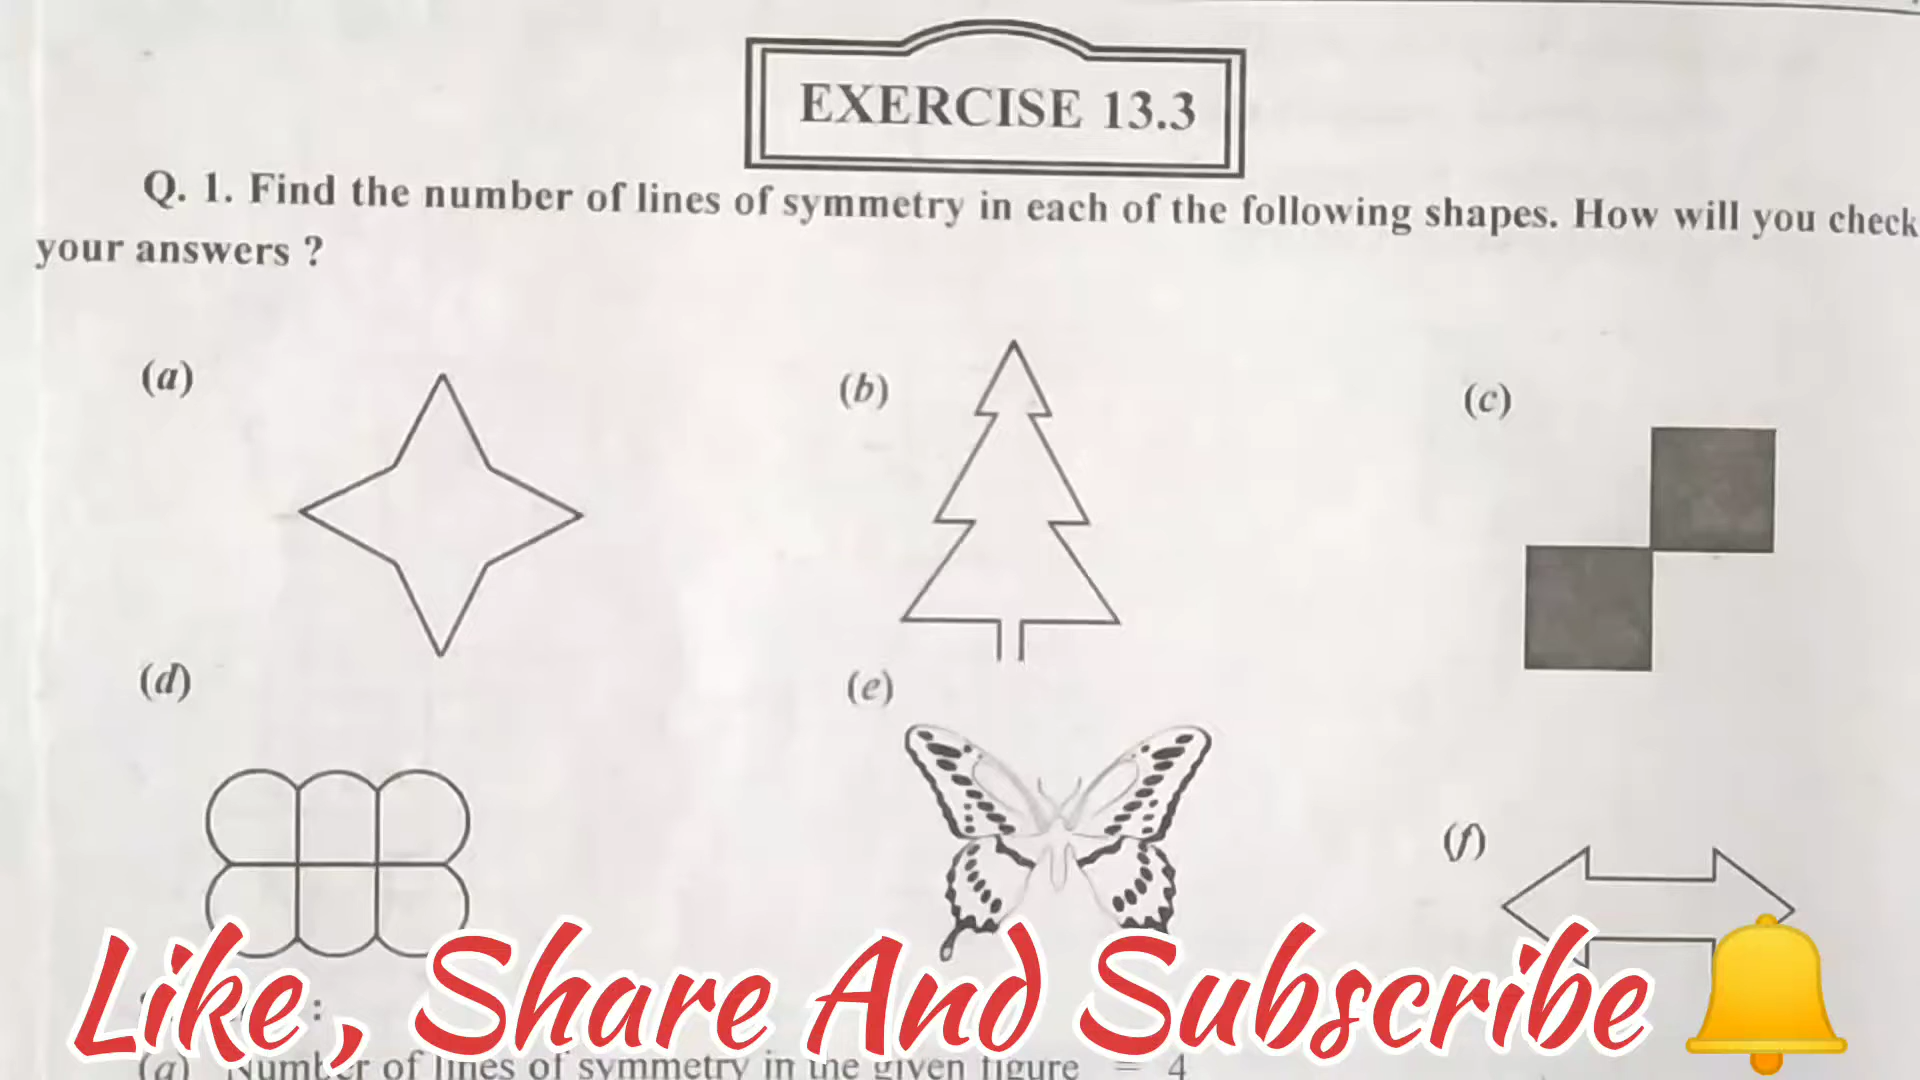 EXERCISE 13.3
Q. 1. Find the number of lines of symmetry in each of the following shapes. How will you check
your answers ?
(a)
(b)
(c)
(d)
(e)
(f)
Like, Share And Subscribe
(a) Number of lines of symmetry in the given figure = 4